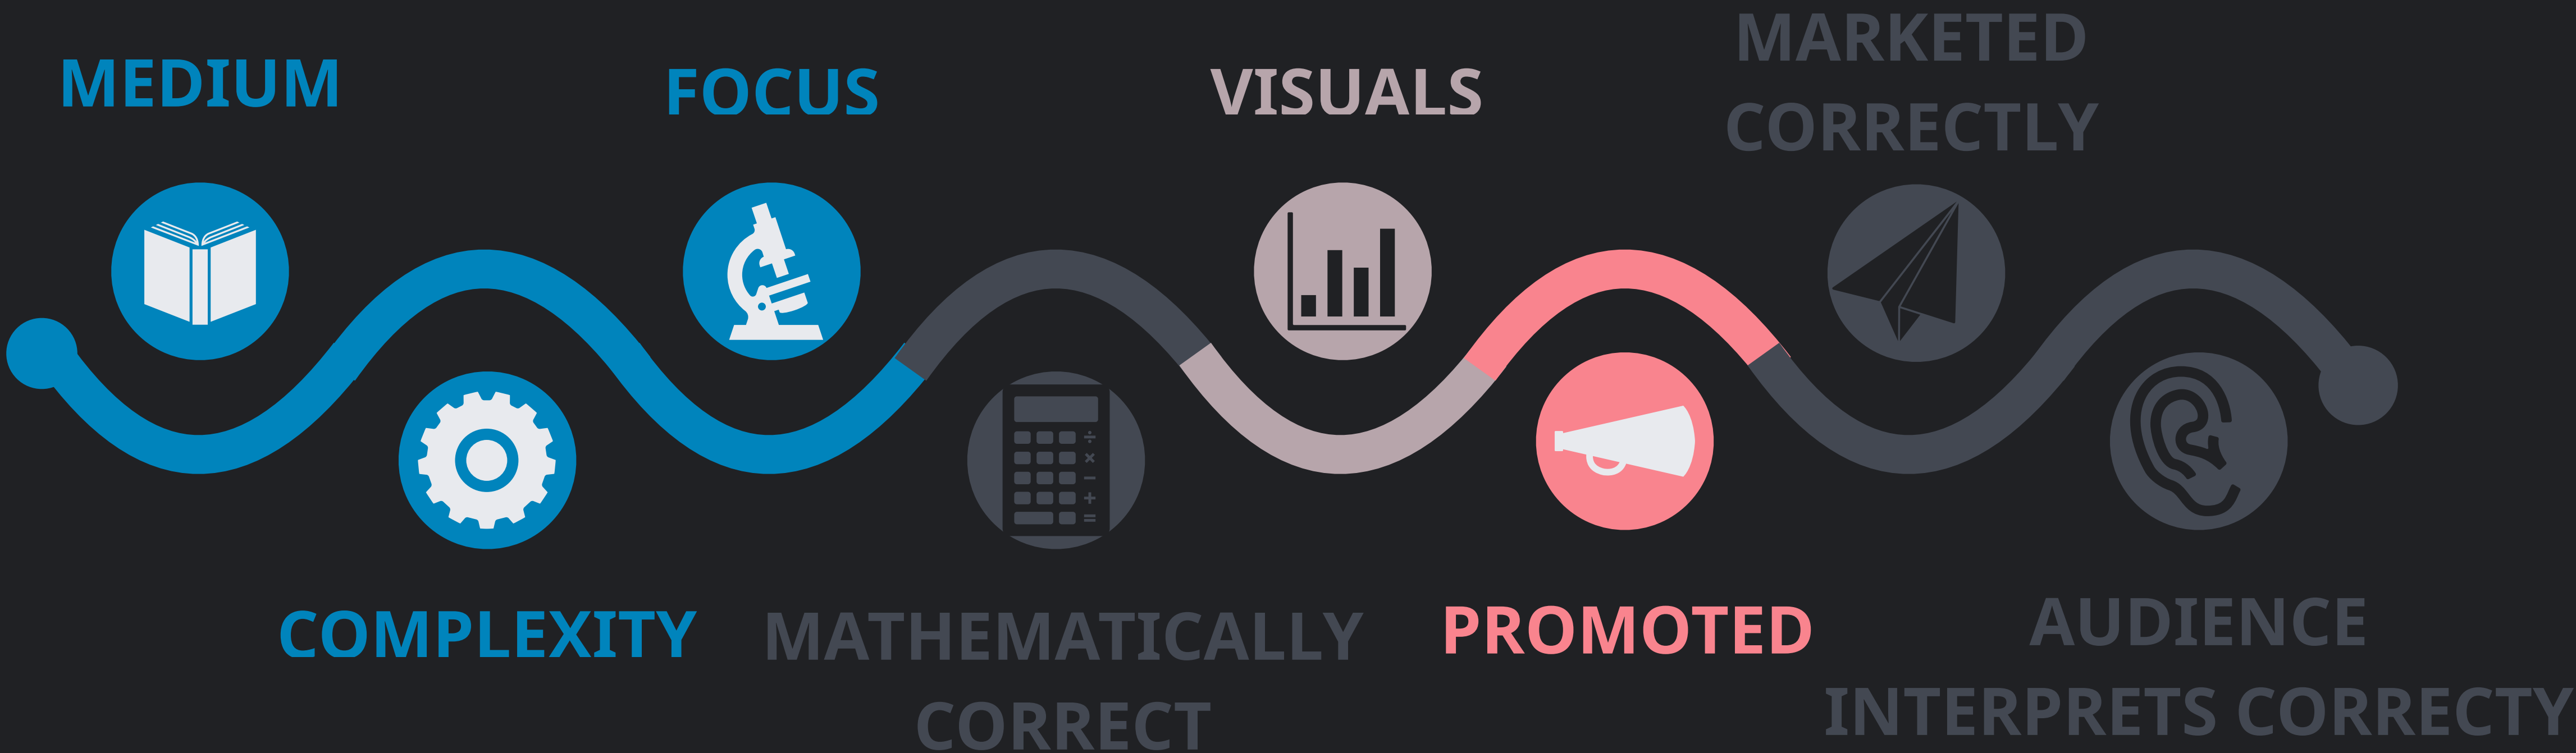 MEDIUM
COMPLEXITY
FOCUS
MATHEMATICALLY
CORRECT
VISUALS
PROMOTED
MARKETED
CORRECTLY
AUDIENCE
INTERPRETS CORRECTY